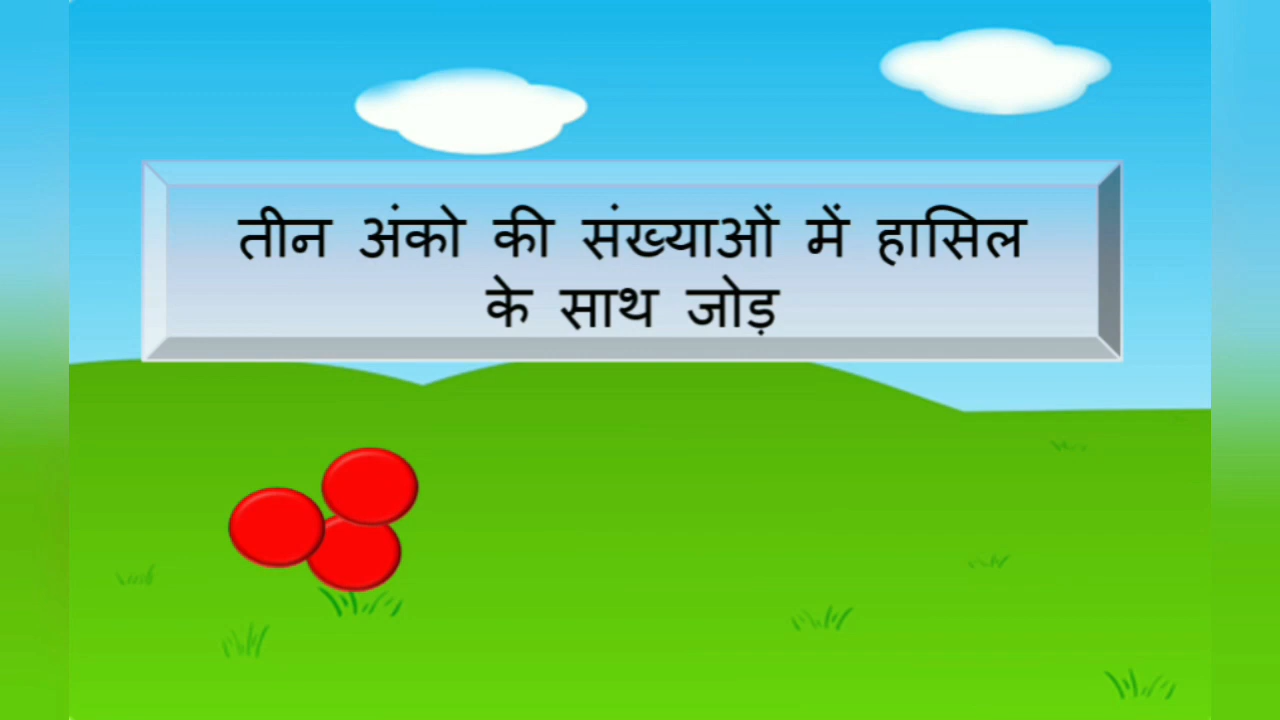 तीन अंको की संख्याओं में हासिल
के साथ जोड़